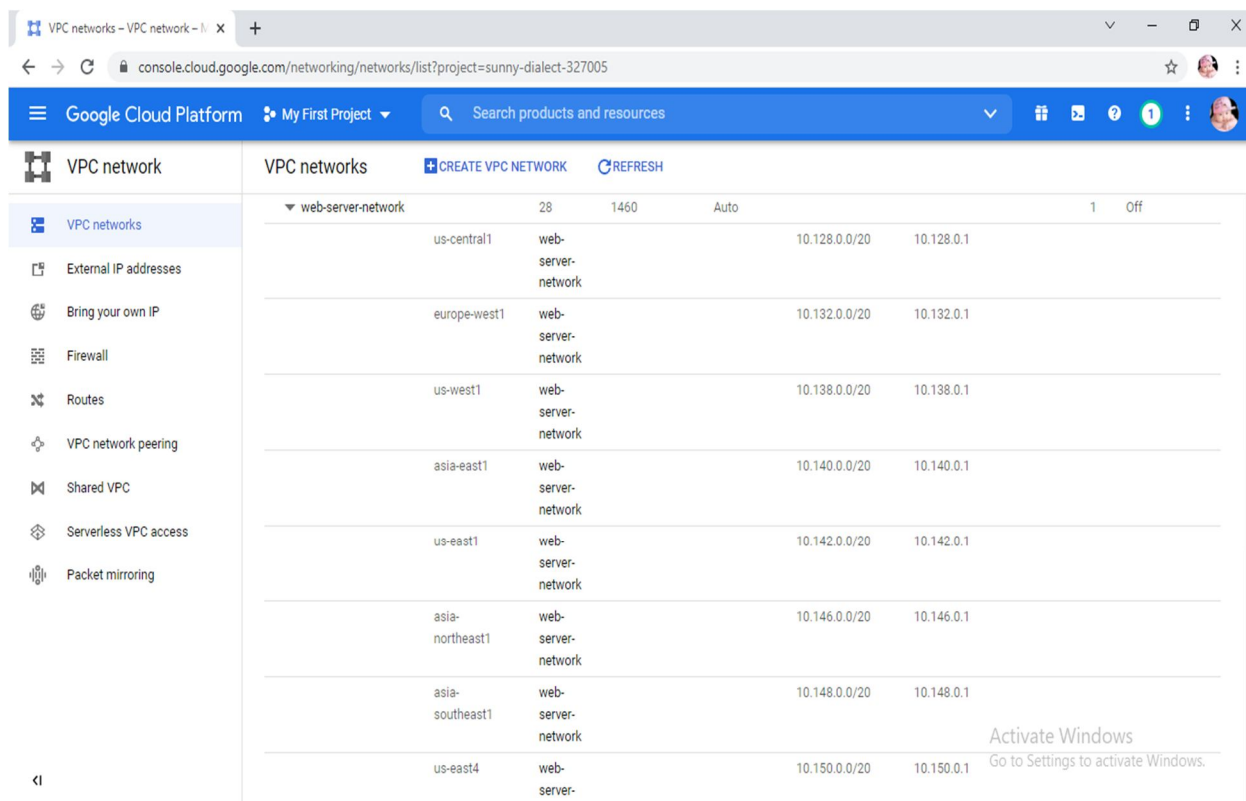 VPC networks – VPC network – M
console.cloud.google.com/networking/networks/list?project=sunny-dialect-327005
Google Cloud Platform My First Project Search products and resources 1
VPC network VPC networks CREATE VPC NETWORK REFRESH
VPC networks
External IP addresses
Bring your own IP
Firewall
Routes
VPC network peering
Shared VPC
Serverless VPC access
Packet mirroring
web-server-network 28 1460 Auto 1 Off
us-central1 web- 10.128.0.0/20 10.128.0.1
server-
network
europe-west1 web- 10.132.0.0/20 10.132.0.1
server-
network
us-west1 web- 10.138.0.0/20 10.138.0.1
server-
network
asia-east1 web- 10.140.0.0/20 10.140.0.1
server-
network
us-east1 web- 10.142.0.0/20 10.142.0.1
server-
network
asia- web- 10.146.0.0/20 10.146.0.1
northeast1 server-
network
asia- web- 10.148.0.0/20 10.148.0.1
southeast1 server-
network
us-east4 web- 10.150.0.0/20 10.150.0.1
server-
Activate Windows
Go to Settings to activate Windows.